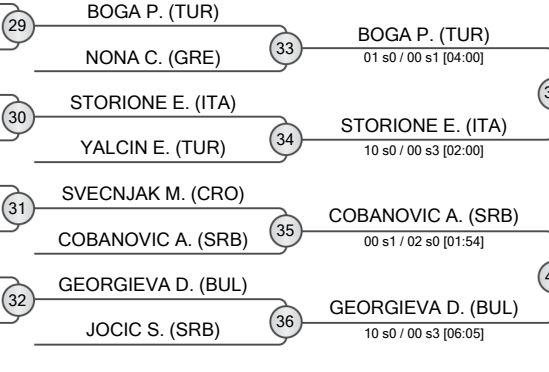 BOGA P. (TUR)
29
NONA C. (GRE)
33
BOGA P. (TUR)
01 s0 / 00 s1 [04:00]
STORIONE E. (ITA)
30
YALCIN E. (TUR)
34
STORIONE E. (ITA)
10 s0 / 00 s3 [02:00]
SVECNJAK M. (CRO)
31
COBANOVIC A. (SRB)
35
COBANOVIC A. (SRB)
00 s1 / 02 s0 [01:54]
GEORGIEVA D. (BUL)
32
JOCIC S. (SRB)
36
GEORGIEVA D. (BUL)
10 s0 / 00 s3 [06:05]